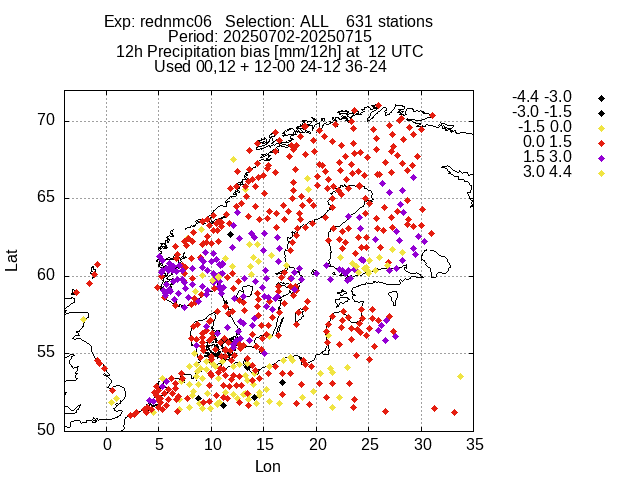 Exp: rednmc06   Selection: ALL    631 stations
Period: 20250702-20250715
12h Precipitation bias [mm/12h] at  12 UTC
Used 00,12 + 12-00 24-12 36-24
-4.4 -3.0
-3.0 -1.5
-1.5 0.0
0.0 1.5
1.5 3.0
3.0 4.4
70
65
60
55
50
Lat
0 5 10 15 20 25 30 35
Lon